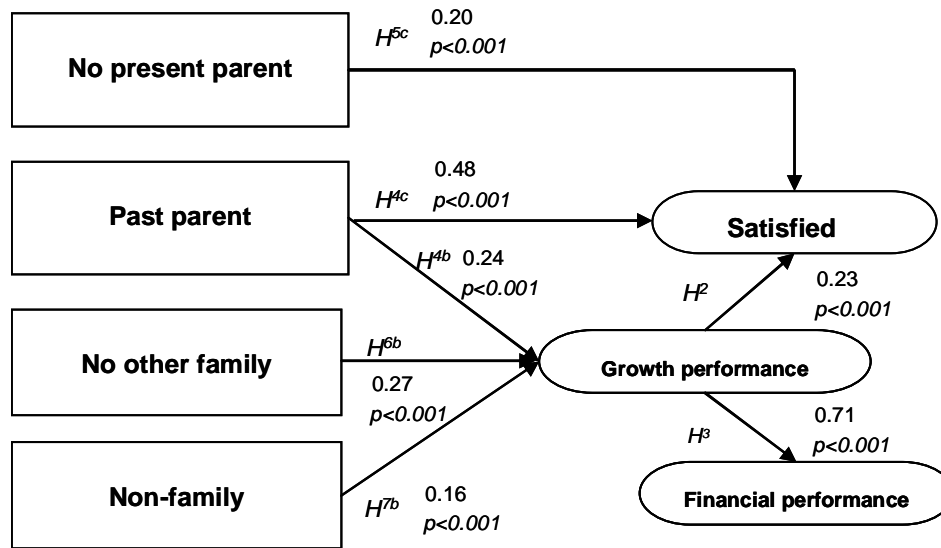 0.20
H5c
p<0.001
No present parent
0.48
H4c
p<0.001
Past parent
Satisfied
H4b 0.24
p<0.001
H2
0.23
p<0.001
No other family
H6b
0.27
p<0.001
Growth performance
0.71
p<0.001
H3
Non-family
H7b 0.16
p<0.001
Financial performance